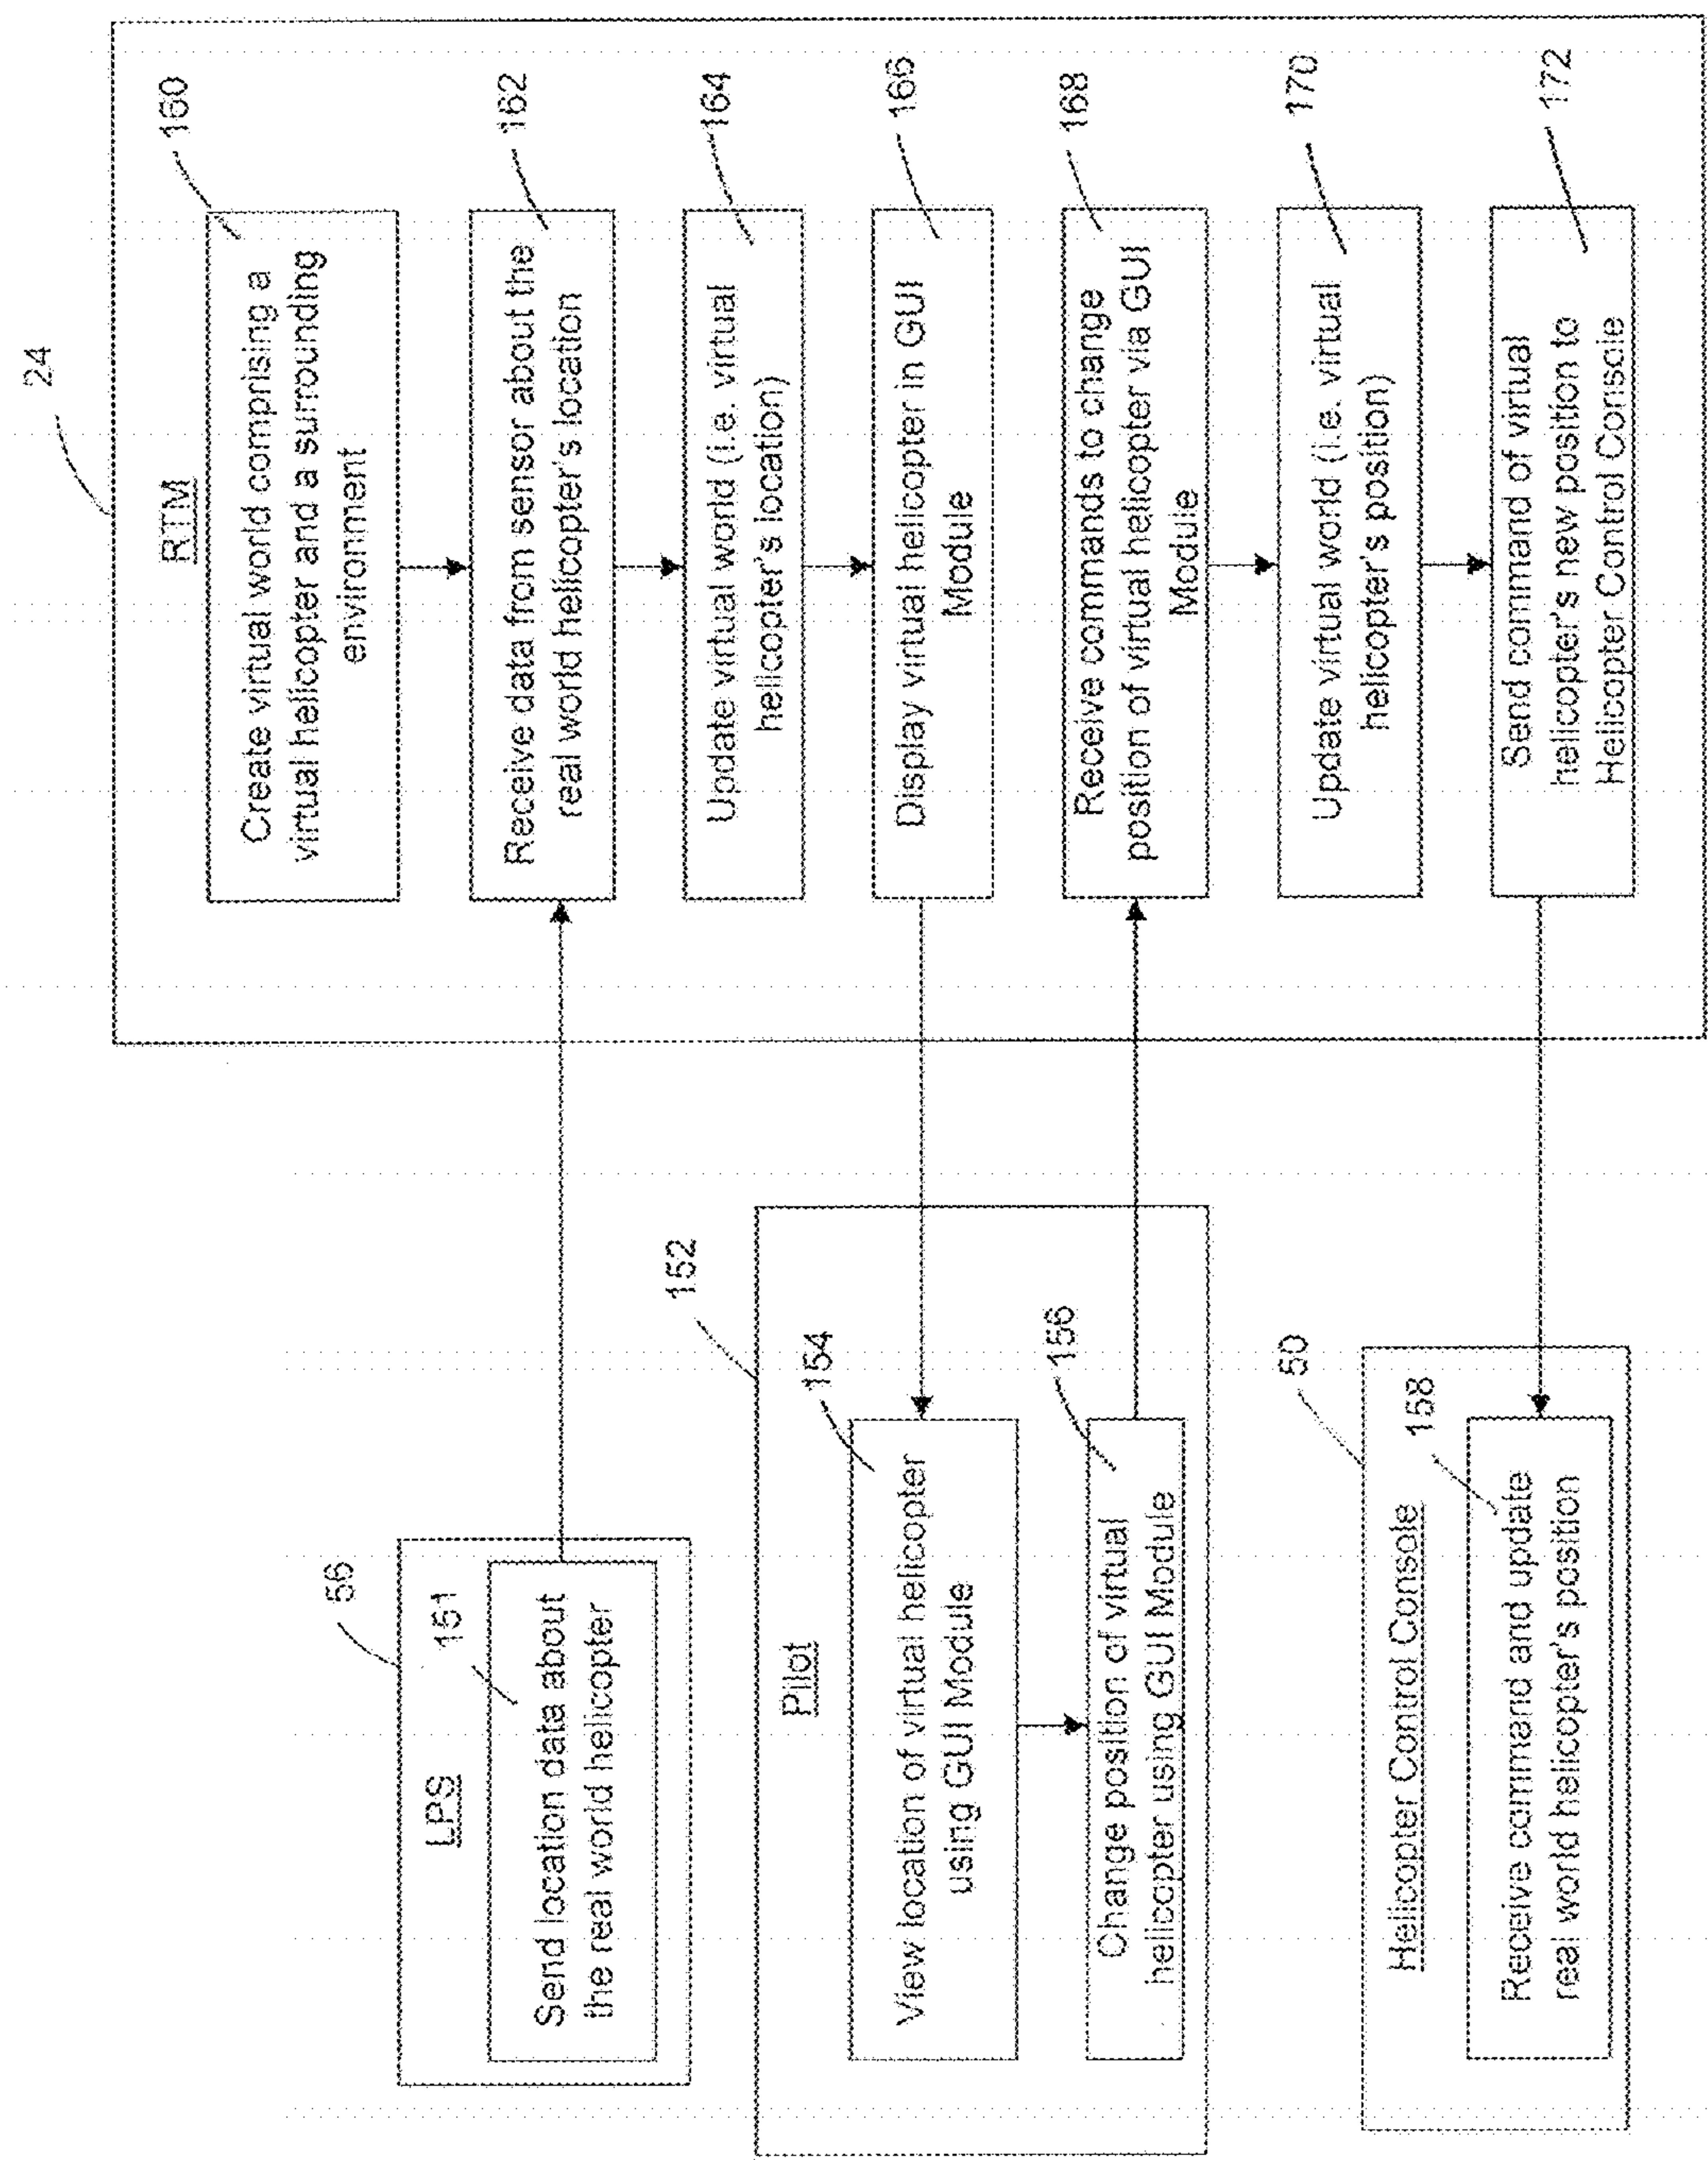 24
RTM
160
Create virtual world comprising a
virtual helicopter and a surrounding
environment
162
Receive data from sensor about the
real world helicopter's location
164
Update virtual world (i.e. virtual
helicopter's location)
166
Display virtual helicopter in GUI
Module
168
Receive commands to change
position of virtual helicopter via GUI
Module
170
Update virtual world (i.e. virtual
helicopter's position)
172
Send command of virtual
helicopter's new position to
Helicopter Control Console
56
LPS
151
Send location data about
the real world helicopter
152
Pilot
154
View location of virtual helicopter
using GUI Module
156
Change position of virtual
helicopter using GUI Module
50
Helicopter Control Console
158
Receive command and update
real world helicopter's position